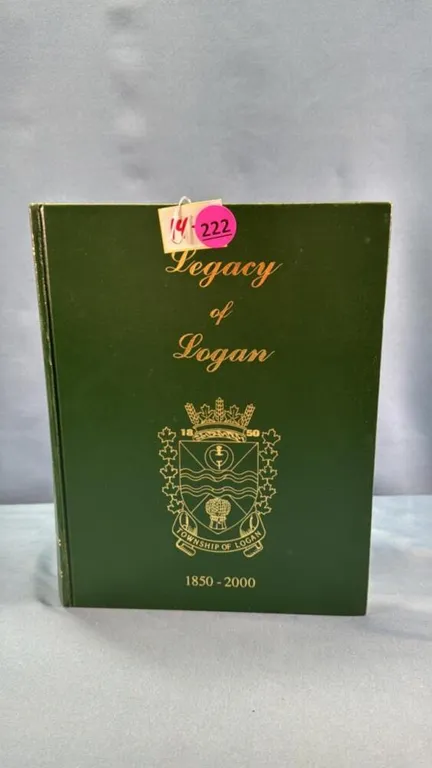 14-222
Legacy
of
Logan
18 50
TOWNSHIP OF LOGAN
1850 - 2000